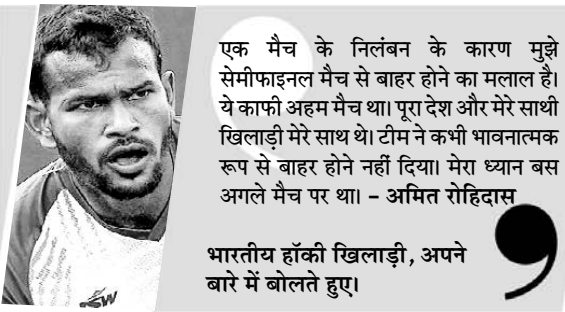 एक मैच के निलंबन के कारण मुझे
सेमीफाइनल मैच से बाहर होने का मलाल है।
ये काफी अहम मैच था। पूरा देश और मेरे साथी
खिलाड़ी मेरे साथ थे। टीम ने कभी भावनात्मक
रूप से बाहर होने नहीं दिया। मेरा ध्यान बस
अगले मैच पर था। – अमित रोहिदास
भारतीय हॉकी खिलाड़ी, अपने
बारे में बोलते हुए।